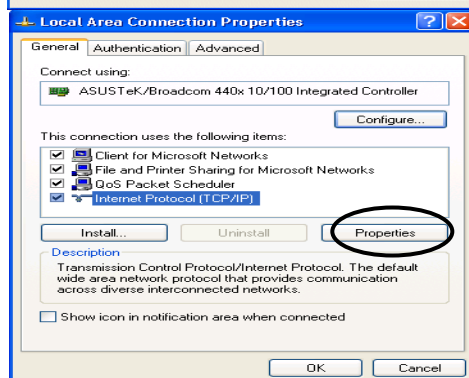 Local Area Connection Properties
General Authentication Advanced
Connect using:
ASUSTeK/Broadcom 440x 10/100 Integrated Controller
Configure...
This connection uses the following items:
Client for Microsoft Networks
File and Printer Sharing for Microsoft Networks
QoS Packet Scheduler
Internet Protocol (TCP/IP)
Install... Uninstall Properties
Description
Transmission Control Protocol/Internet Protocol. The default
wide area network protocol that provides communication
across diverse interconnected networks.
Show icon in notification area when connected
OK Cancel